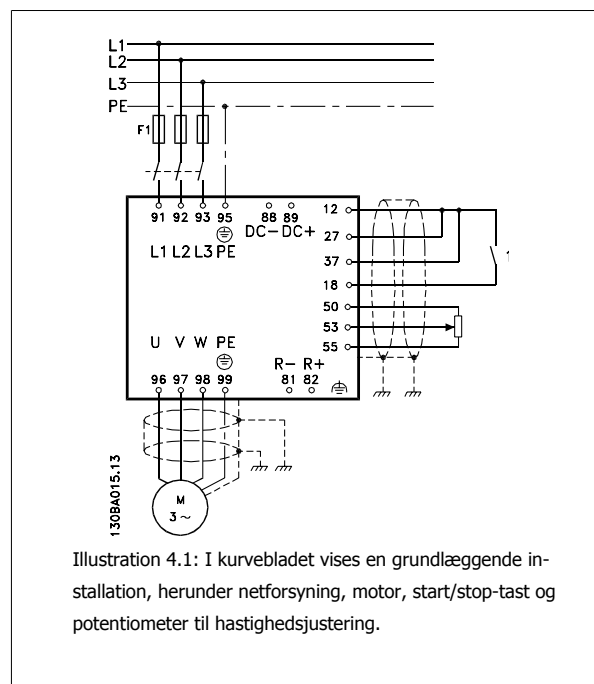 L1
L2
L3
PE
F1
91 92 93 95 88 89
DC- DC+
L1 L2 L3 PE
12
27
37
18
50
53
55
U V W PE
R- R+
96 97 98 99 81 82
M
3 ~
130BA015.13
Illustration 4.1: I kurvebladet vises en grundlæggende in-
stallation, herunder netforsyning, motor, start/stop-tast og
potentiometer til hastighedsjustering.